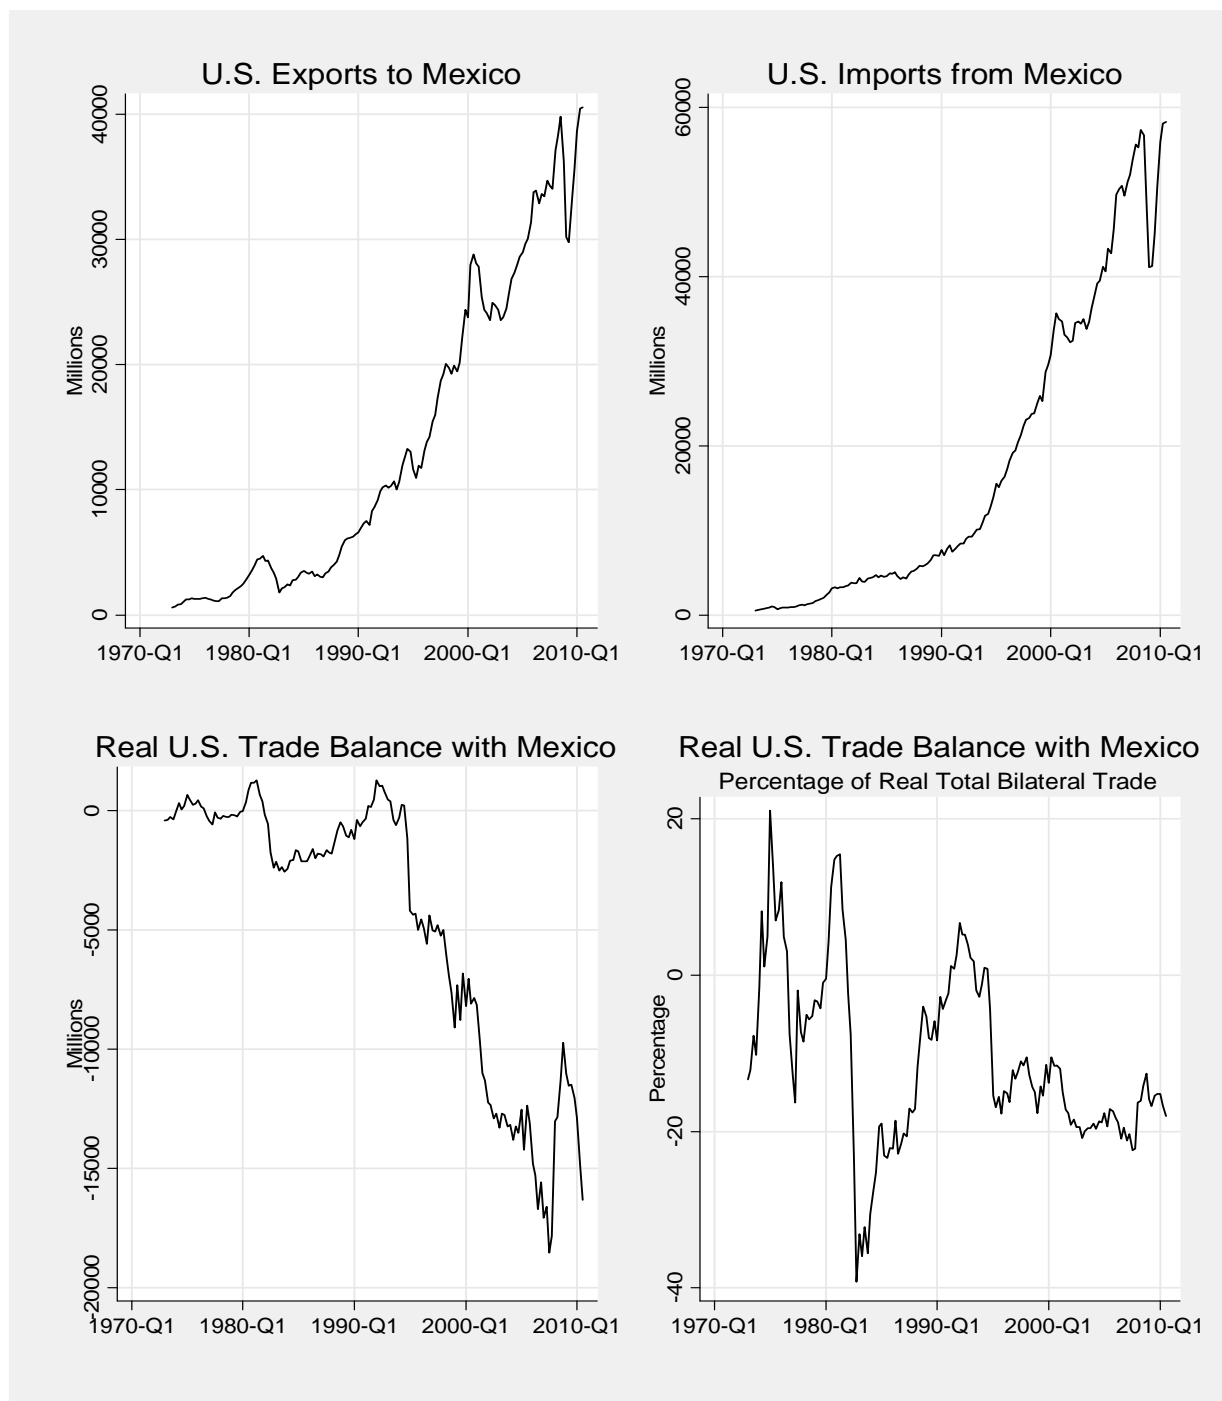 U.S. Exports to Mexico
Millions
40000
30000
20000
10000
0
1970-Q1 1980-Q1 1990-Q1 2000-Q1 2010-Q1
U.S. Imports from Mexico
Millions
60000
40000
20000
0
1970-Q1 1980-Q1 1990-Q1 2000-Q1 2010-Q1
Real U.S. Trade Balance with Mexico
Millions
0
-5000
-10000
-15000
-20000
1970-Q1 1980-Q1 1990-Q1 2000-Q1 2010-Q1
Real U.S. Trade Balance with Mexico
Percentage of Real Total Bilateral Trade
Percentage
20
0
-20
-40
1970-Q1 1980-Q1 1990-Q1 2000-Q1 2010-Q1